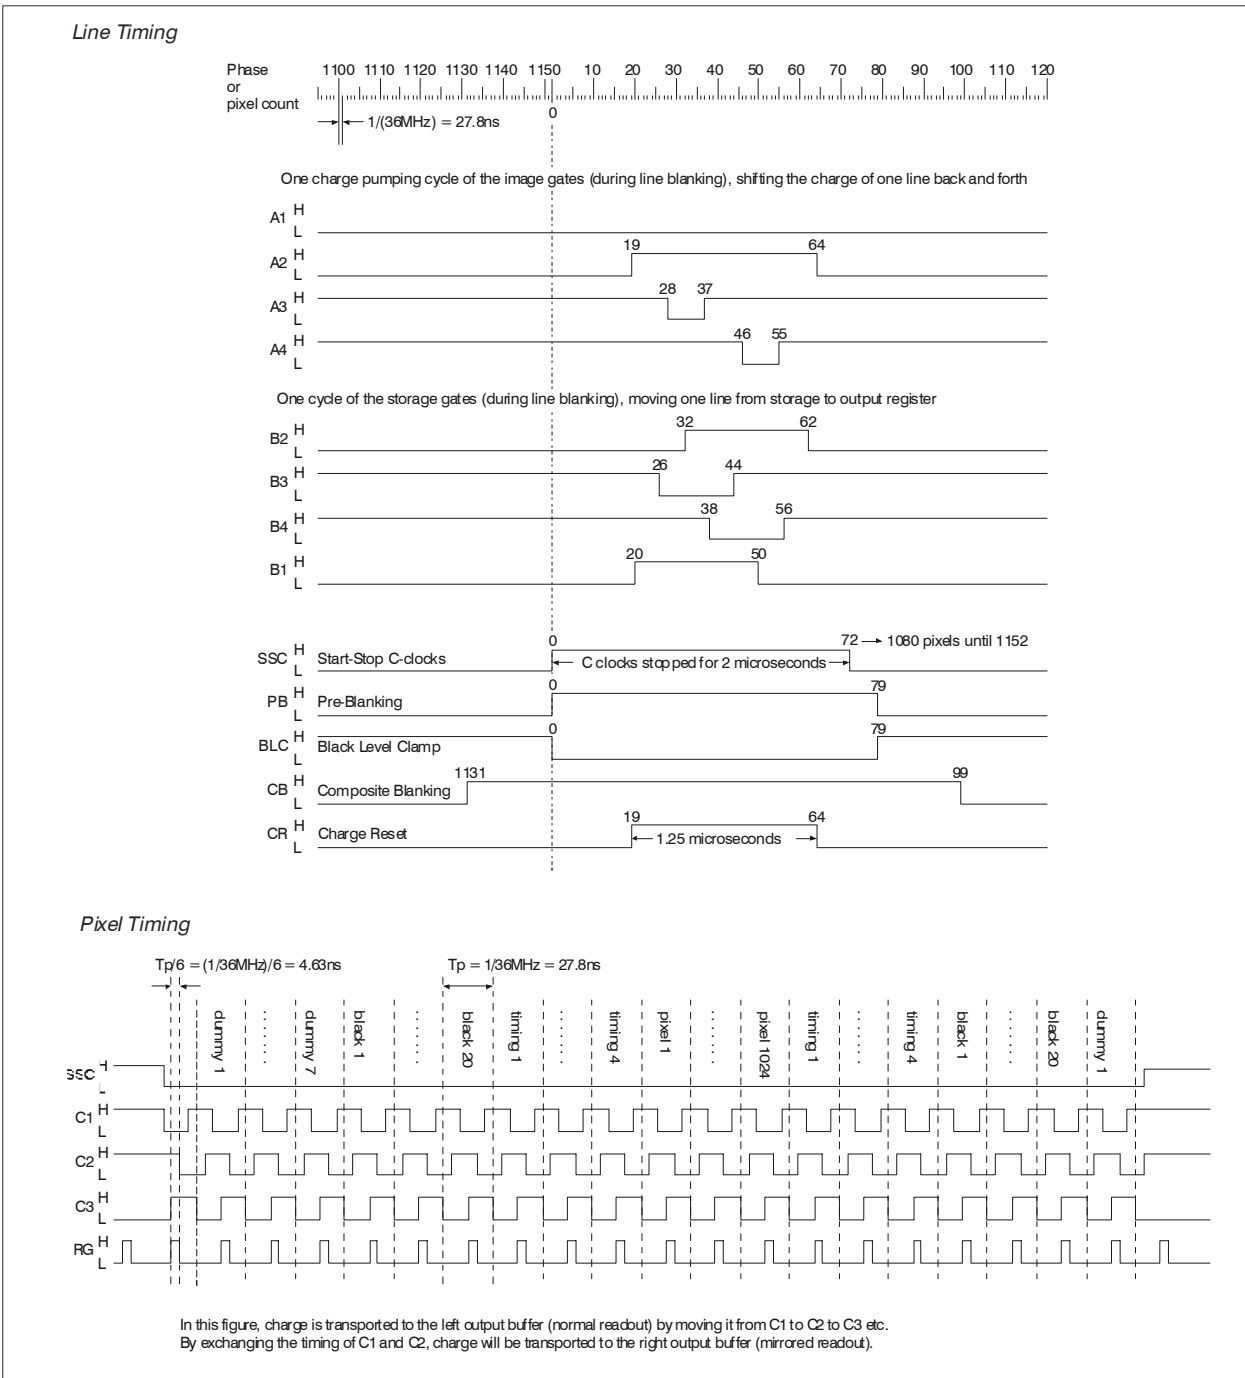 Line Timing
Phase or pixel count
1100 1110 1120 1130 1140 1150 10 20 30 40 50 60 70 80 90 100 110 120
1/(36MHz) = 27.8ns
0
One charge pumping cycle of the image gates (during line blanking), shifting the charge of one line back and forth
A1 H L
A2 H L 19 64
A3 H L 28 37
A4 H L 46 55
One cycle of the storage gates (during line blanking), moving one line from storage to output register
B2 H L 32 62
B3 H L 26 44
B4 H L 38 56
B1 H L 20 50
SSC H L Start-Stop C-clocks 0 C clocks stopped for 2 microseconds 72 1080 pixels until 1152
PB H L Pre-Blanking 0 79
BLC H L Black Level Clamp 0 79
CB H L Composite Blanking 1131 99
CR H L Charge Reset 19 1.25 microseconds 64
Pixel Timing
Tp/6 = (1/36MHz)/6 = 4.63ns
Tp = 1/36MHz = 27.8ns
dummy 1 ...... dummy 7 black 1 ...... black 20 timing 1 ...... timing 4 pixel 1 ...... pixel 1024 timing 1 ...... timing 4 black 1 ...... black 20 dummy 1
SSC H L
C1 H L
C2 H L
C3 H L
RG H L
In this figure, charge is transported to the left output buffer (normal readout) by moving it from C1 to C2 to C3 etc.
By exchanging the timing of C1 and C2, charge will be transported to the right output buffer (mirrored readout).